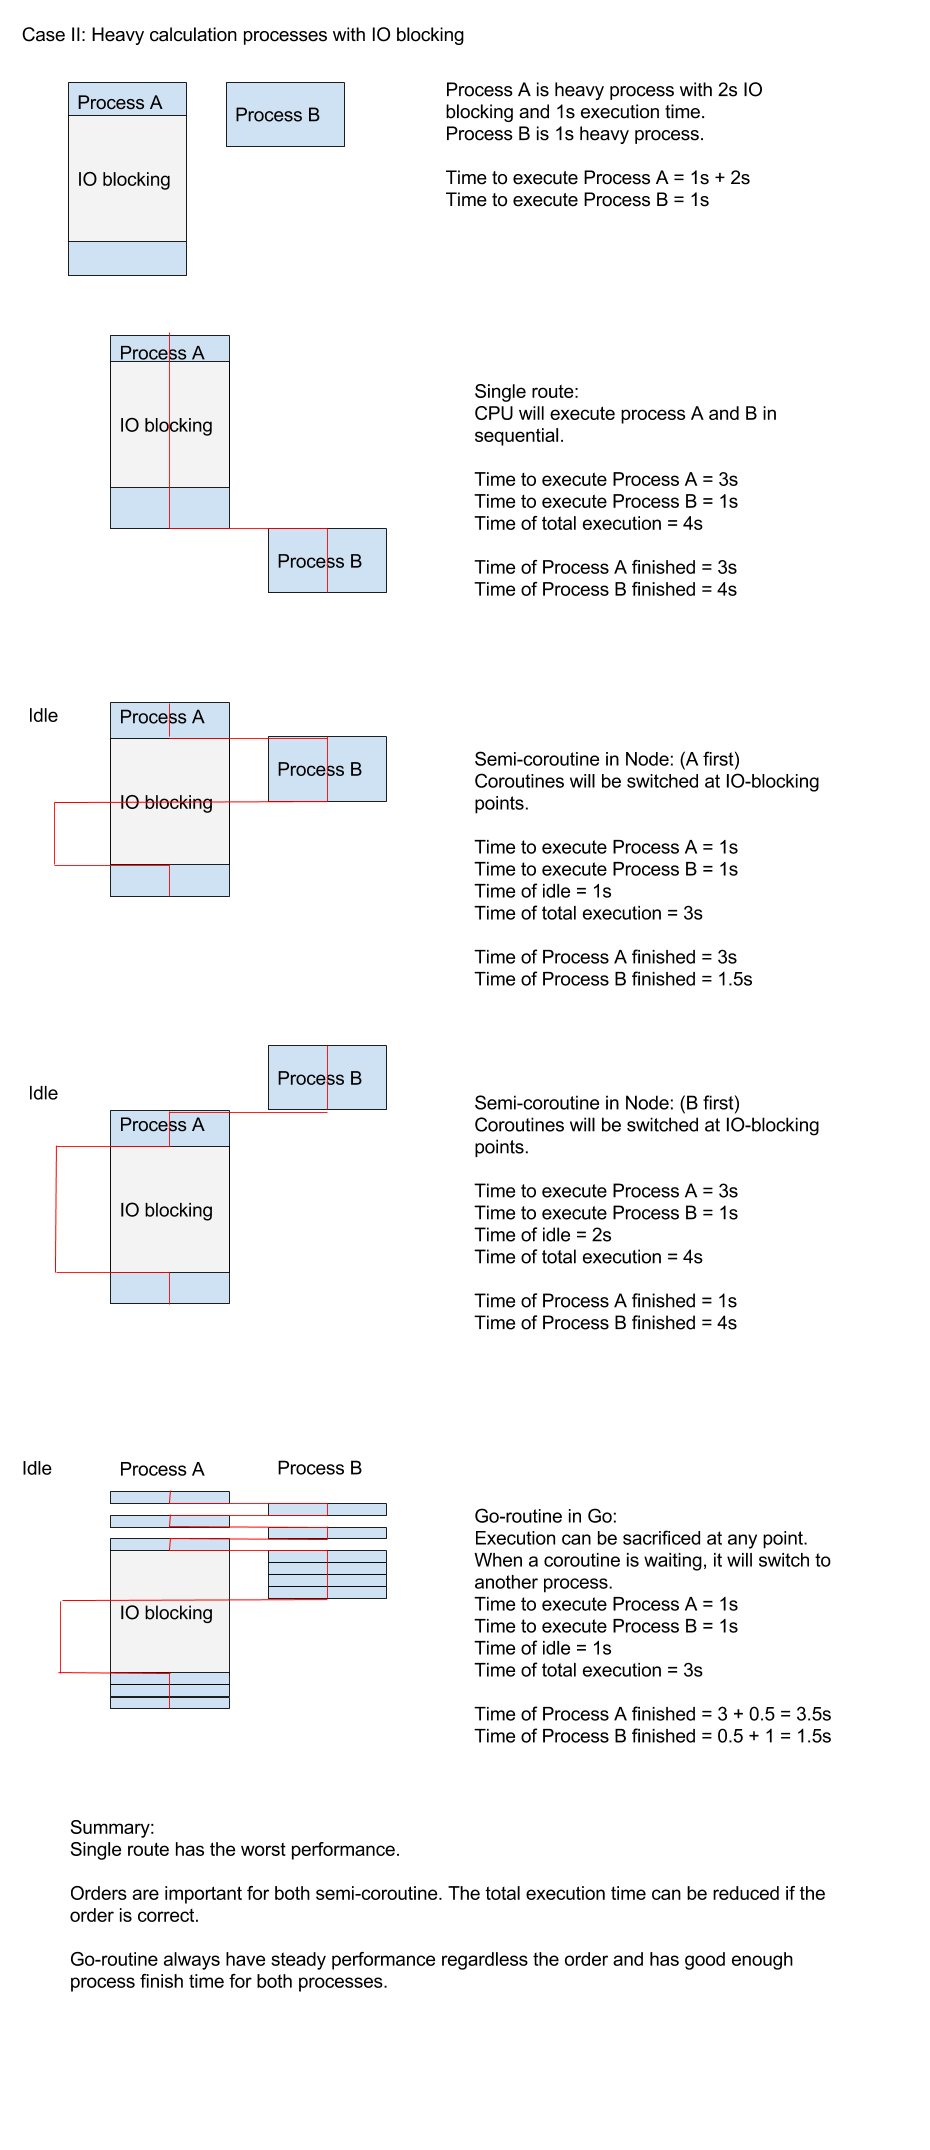 Case II: Heavy calculation processes with IO blocking
Process A
IO blocking
Process B
Process A is heavy process with 2s IO
blocking and 1s execution time.
Process B is 1s heavy process.
Time to execute Process A = 1s + 2s
Time to execute Process B = 1s
Process A
IO blocking
Process B
Single route:
CPU will execute process A and B in
sequential.
Time to execute Process A = 3s
Time to execute Process B = 1s
Time of total execution = 4s
Time of Process A finished = 3s
Time of Process B finished = 4s
Idle
Process A
IO blocking
Process B
Semi-coroutine in Node: (A first)
Coroutines will be switched at IO-blocking
points.
Time to execute Process A = 1s
Time to execute Process B = 1s
Time of idle = 1s
Time of total execution = 3s
Time of Process A finished = 3s
Time of Process B finished = 1.5s
Process B
Idle
Process A
IO blocking
Semi-coroutine in Node: (B first)
Coroutines will be switched at IO-blocking
points.
Time to execute Process A = 3s
Time to execute Process B = 1s
Time of idle = 2s
Time of total execution = 4s
Time of Process A finished = 1s
Time of Process B finished = 4s
Idle
Process A
Process B
IO blocking
Go-routine in Go:
Execution can be sacrificed at any point.
When a coroutine is waiting, it will switch to
another process.
Time to execute Process A = 1s
Time to execute Process B = 1s
Time of idle = 1s
Time of total execution = 3s
Time of Process A finished = 3 + 0.5 = 3.5s
Time of Process B finished = 0.5 + 1 = 1.5s
Summary:
Single route has the worst performance.
Orders are important for both semi-coroutine. The total execution time can be reduced if the
order is correct.
Go-routine always have steady performance regardless the order and has good enough
process finish time for both processes.